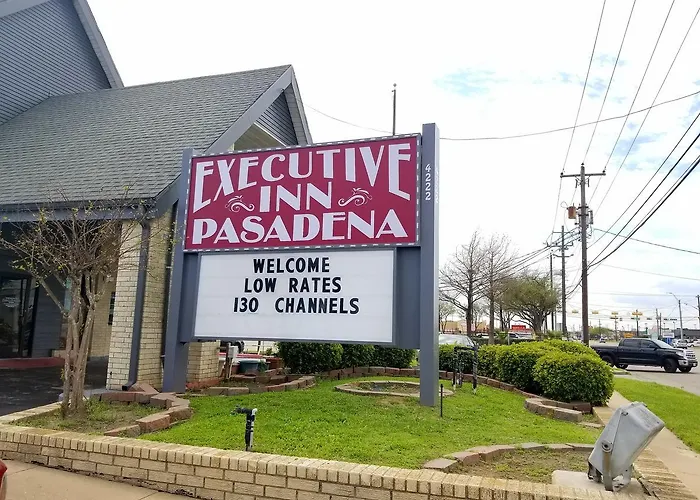 EXECUTIVE
INN
PASADENA
4222
WELCOME
LOW RATES
130 CHANNELS